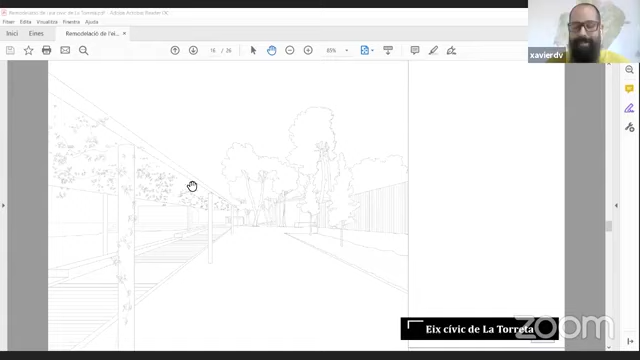 Remodelació de l'eix cívic de La Torreta.pdf - Adobe Acrobat Reader DC
Fitxer Edita Visualitza Finestra Ajuda
Inici Eines Remodelació de l'ei... ×
16 / 26
65%
xavierdv
Eix cívic de La Torreta
zoom